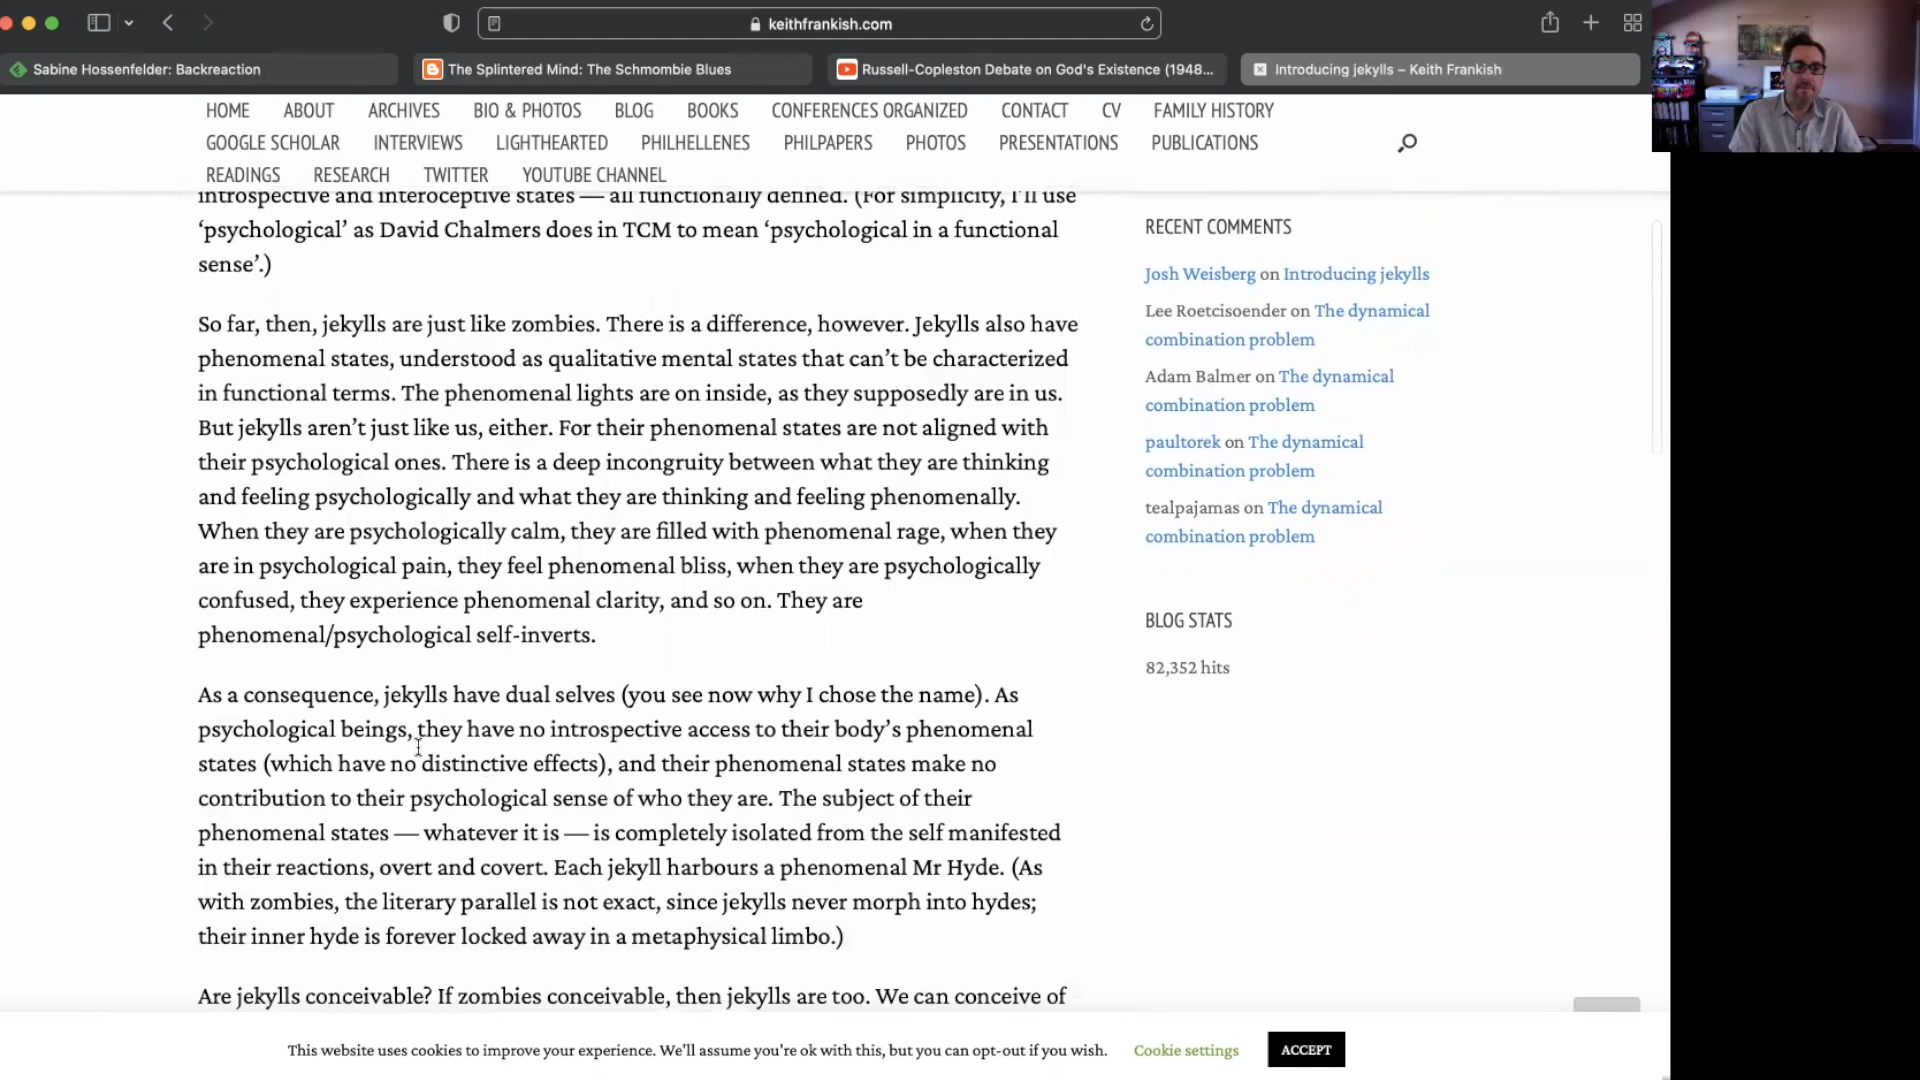 keithfrankish.com
Sabine Hossenfelder: Backreaction
The Splintered Mind: The Schmombie Blues
Russell-Copleston Debate on God's Existence (1948...
Introducing jekylls – Keith Frankish
HOME ABOUT ARCHIVES BIO & PHOTOS BLOG BOOKS CONFERENCES ORGANIZED CONTACT CV FAMILY HISTORY
GOOGLE SCHOLAR INTERVIEWS LIGHTHEARTED PHILHELLENES PHILPAPERS PHOTOS PRESENTATIONS PUBLICATIONS
READINGS RESEARCH TWITTER YOUTUBE CHANNEL
introspective and interoceptive states — all functionally defined. (For simplicity, I'll use
‘psychological’ as David Chalmers does in TCM to mean ‘psychological in a functional
sense’.)
So far, then, jekylls are just like zombies. There is a difference, however. Jekylls also have
phenomenal states, understood as qualitative mental states that can’t be characterized
in functional terms. The phenomenal lights are on inside, as they supposedly are in us.
But jekylls aren’t just like us, either. For their phenomenal states are not aligned with
their psychological ones. There is a deep incongruity between what they are thinking
and feeling psychologically and what they are thinking and feeling phenomenally.
When they are psychologically calm, they are filled with phenomenal rage, when they
are in psychological pain, they feel phenomenal bliss, when they are psychologically
confused, they experience phenomenal clarity, and so on. They are
phenomenal/psychological self-inverts.
As a consequence, jekylls have dual selves (you see now why I chose the name). As
psychological beings, they have no introspective access to their body’s phenomenal
states (which have no distinctive effects), and their phenomenal states make no
contribution to their psychological sense of who they are. The subject of their
phenomenal states — whatever it is — is completely isolated from the self manifested
in their reactions, overt and covert. Each jekyll harbours a phenomenal Mr Hyde. (As
with zombies, the literary parallel is not exact, since jekylls never morph into hydes;
their inner hyde is forever locked away in a metaphysical limbo.)
Are jekylls conceivable? If zombies conceivable, then jekylls are too. We can conceive of
RECENT COMMENTS
Josh Weisberg on Introducing jekylls
Lee Roetcisoender on The dynamical
combination problem
Adam Balmer on The dynamical
combination problem
paultorek on The dynamical
combination problem
tealpajamas on The dynamical
combination problem
BLOG STATS
82,352 hits
This website uses cookies to improve your experience. We'll assume you're ok with this, but you can opt-out if you wish. Cookie settings ACCEPT